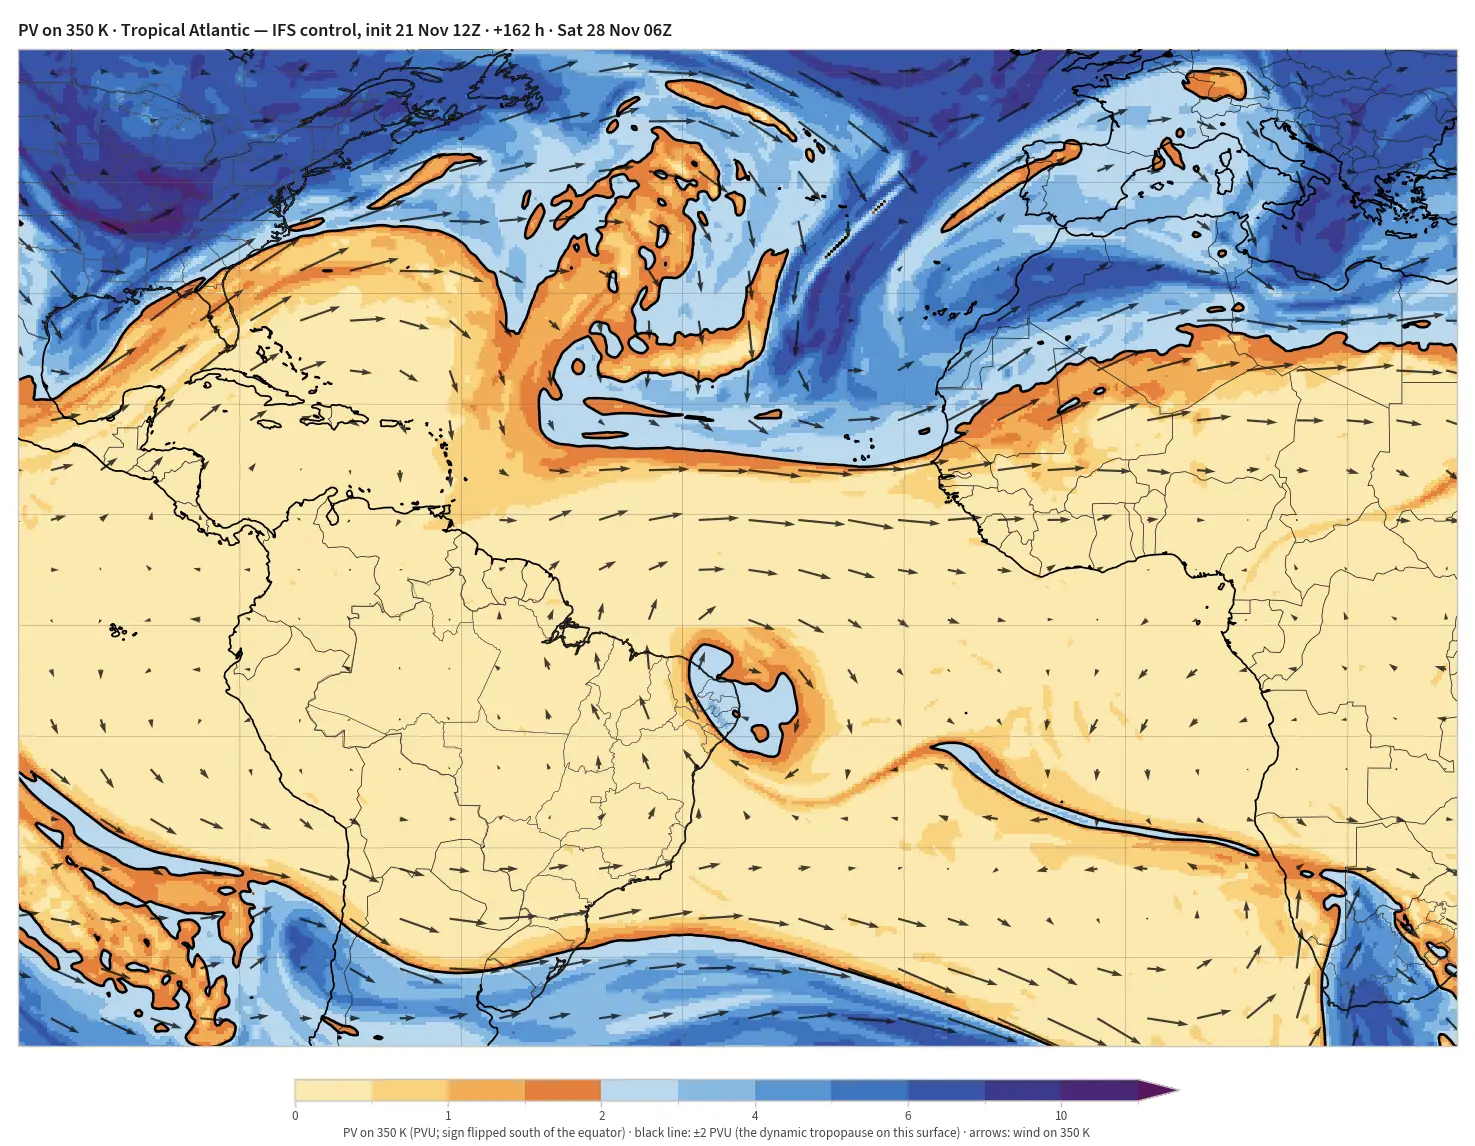 PV on 350 K · Tropical Atlantic — IFS control, init 21 Nov 12Z · +162 h · Sat 28 Nov 06Z
0 1 2 4 6 10
PV on 350 K (PVU; sign flipped south of the equator) · black line: ±2 PVU (the dynamic tropopause on this surface) · arrows: wind on 350 K